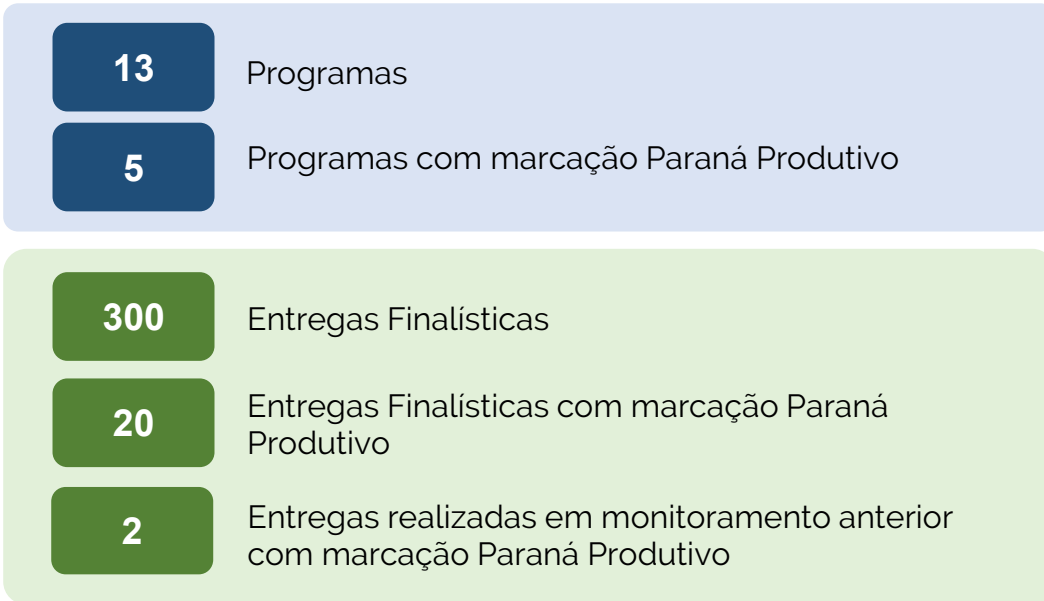 13
Programas
5
Programas com marcação Paraná Produtivo
300
Entregas Finalísticas
20
Entregas Finalísticas com marcação Paraná
Produtivo
2
Entregas realizadas em monitoramento anterior
com marcação Paraná Produtivo